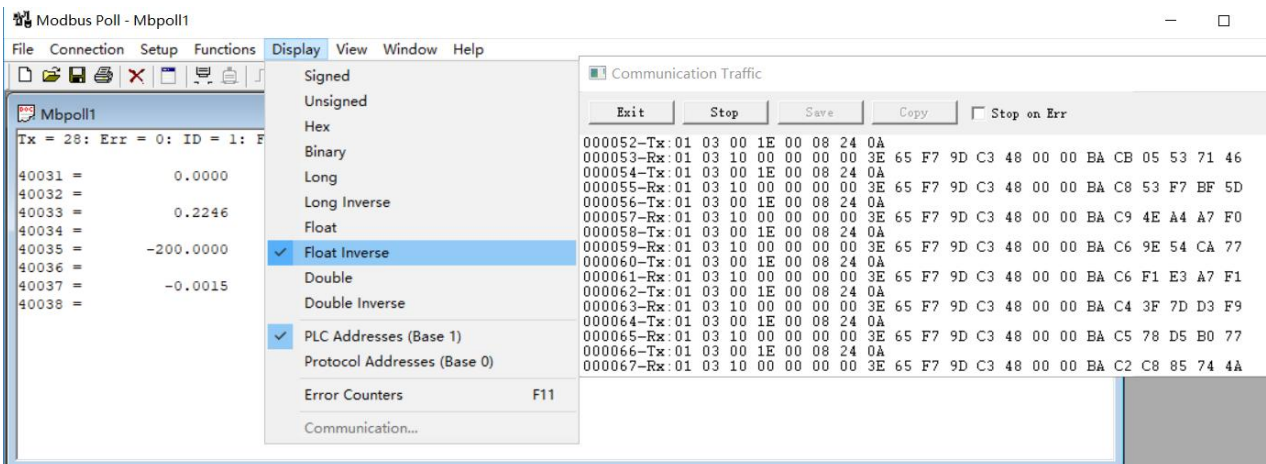 Modbus Poll - Mbpoll1
File Connection Setup Functions Display View Window Help
Mbpoll1
Tx = 28: Err = 0: ID = 1: F
40031 = 0.0000
40032 =
40033 = 0.2246
40034 =
40035 = -200.0000
40036 =
40037 = -0.0015
40038 =
Signed
Unsigned
Hex
Binary
Long
Long Inverse
Float
Float Inverse
Double
Double Inverse
PLC Addresses (Base 1)
Protocol Addresses (Base 0)
Error Counters F11
Communication...
Communication Traffic
Exit Stop Save Copy Stop on Err
000052-Tx:01 03 00 1E 00 08 24 0A
000053-Rx:01 03 10 00 00 00 00 3E 65 F7 9D C3 48 00 00 BA CB 05 53 71 46
000054-Tx:01 03 00 1E 00 08 24 0A
000055-Rx:01 03 10 00 00 00 00 3E 65 F7 9D C3 48 00 00 BA C8 53 F7 BF 5D
000056-Tx:01 03 00 1E 00 08 24 0A
000057-Rx:01 03 10 00 00 00 00 3E 65 F7 9D C3 48 00 00 BA C9 4E A4 A7 F0
000058-Tx:01 03 00 1E 00 08 24 0A
000059-Rx:01 03 10 00 00 00 00 3E 65 F7 9D C3 48 00 00 BA C6 9E 54 CA 77
000060-Tx:01 03 00 1E 00 08 24 0A
000061-Rx:01 03 10 00 00 00 00 3E 65 F7 9D C3 48 00 00 BA C6 F1 E3 A7 F1
000062-Tx:01 03 00 1E 00 08 24 0A
000063-Rx:01 03 10 00 00 00 00 3E 65 F7 9D C3 48 00 00 BA C4 3F 7D D3 F9
000064-Tx:01 03 00 1E 00 08 24 0A
000065-Rx:01 03 10 00 00 00 00 3E 65 F7 9D C3 48 00 00 BA C5 78 D5 B0 77
000066-Tx:01 03 00 1E 00 08 24 0A
000067-Rx:01 03 10 00 00 00 00 3E 65 F7 9D C3 48 00 00 BA C2 C8 85 74 4A